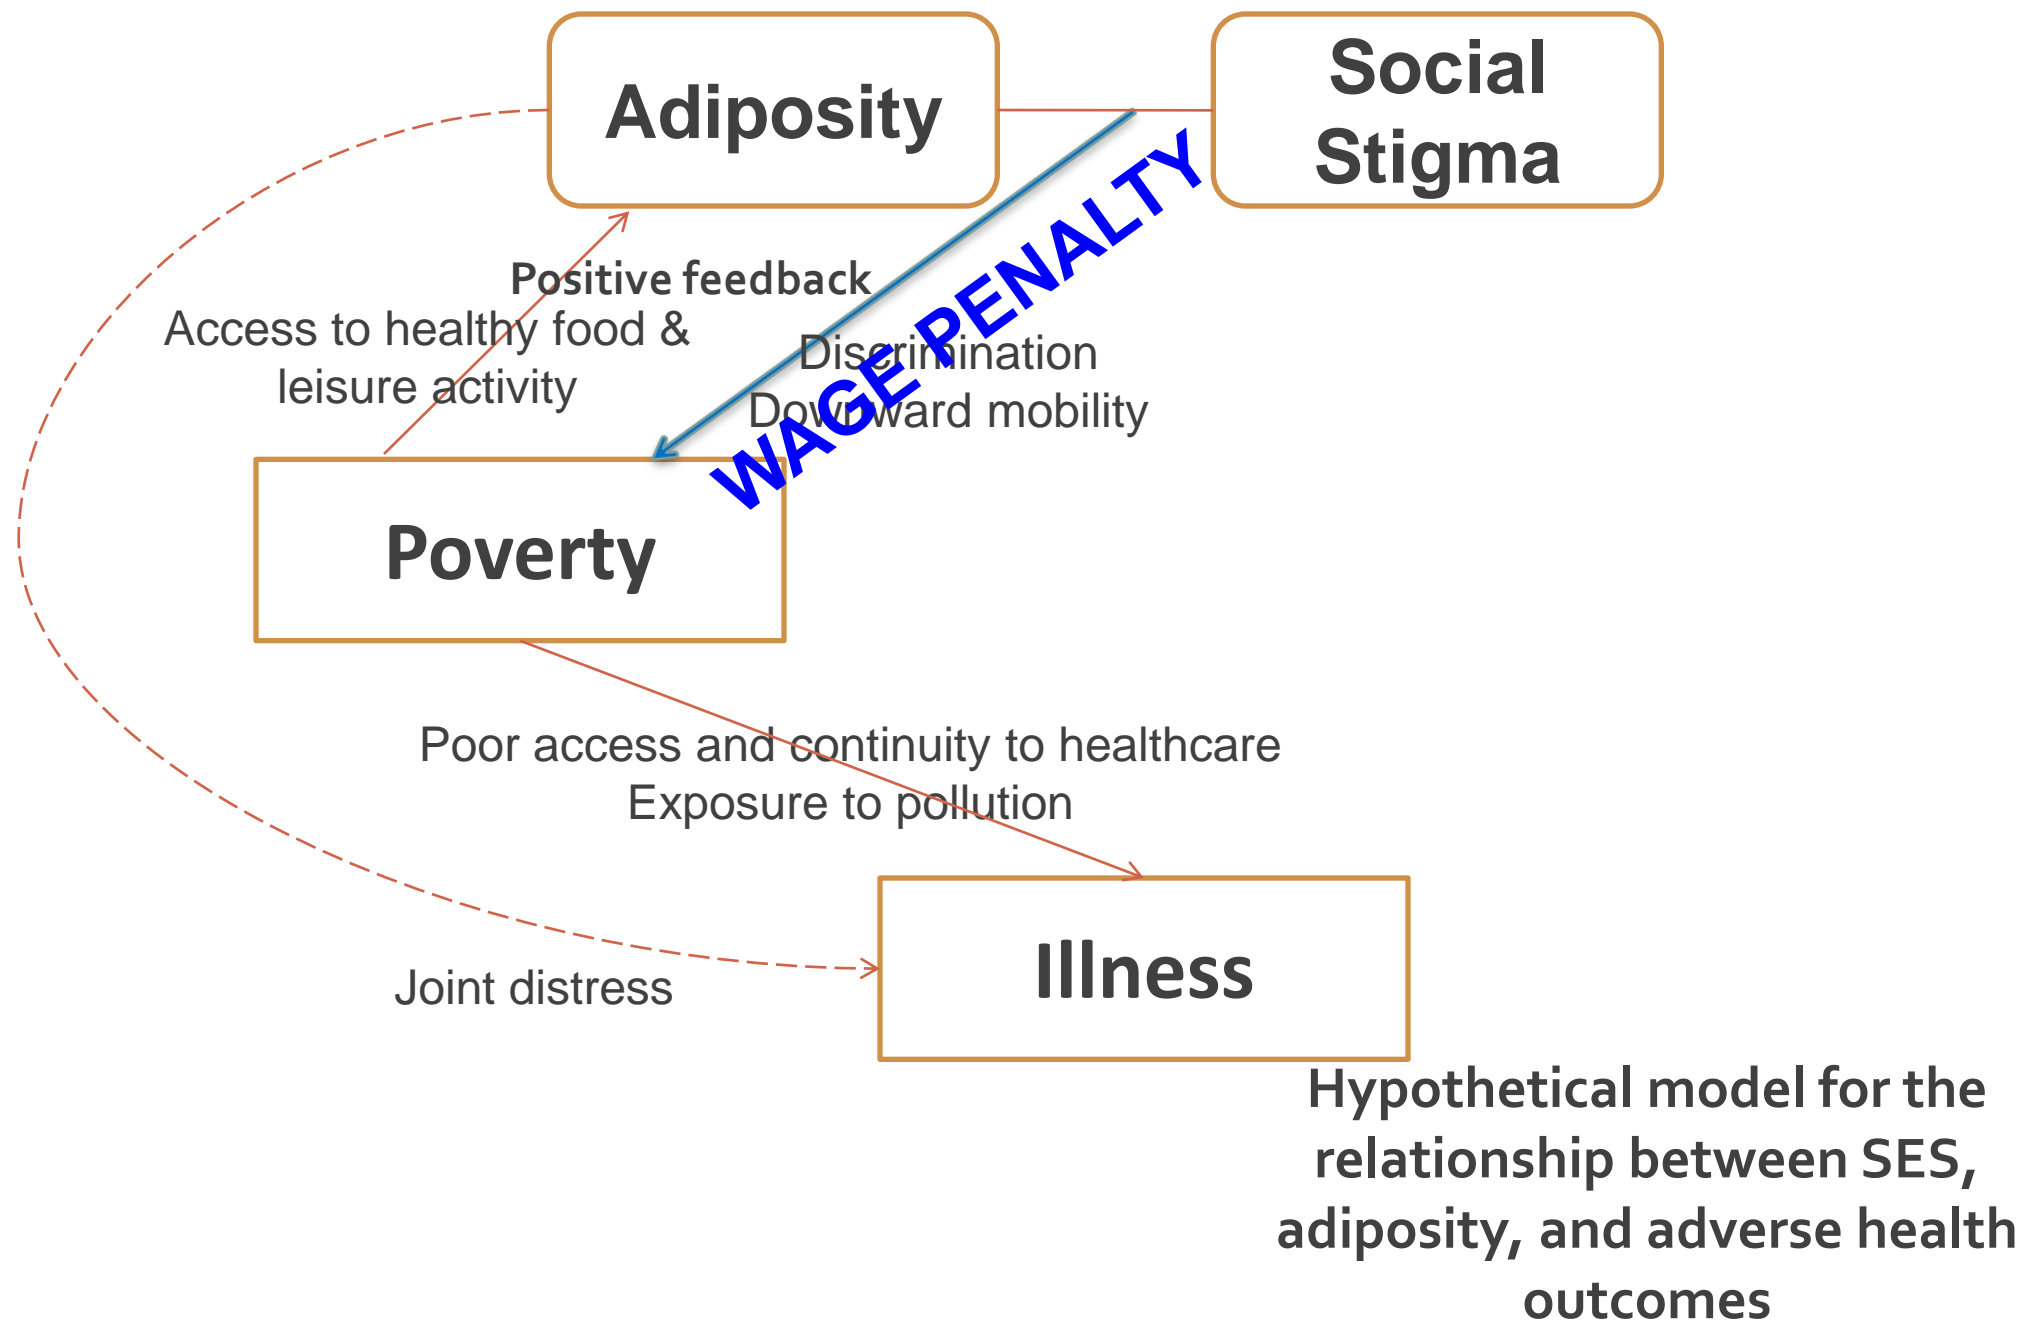 Adiposity
Social
Stigma
WAGE PENALTY
Positive feedback
Access to healthy food &
leisure activity
Discrimination
Downward mobility
Poverty
Poor access and continuity to healthcare
Exposure to pollution
Illness
Joint distress
Hypothetical model for the
relationship between SES,
adiposity, and adverse health
outcomes